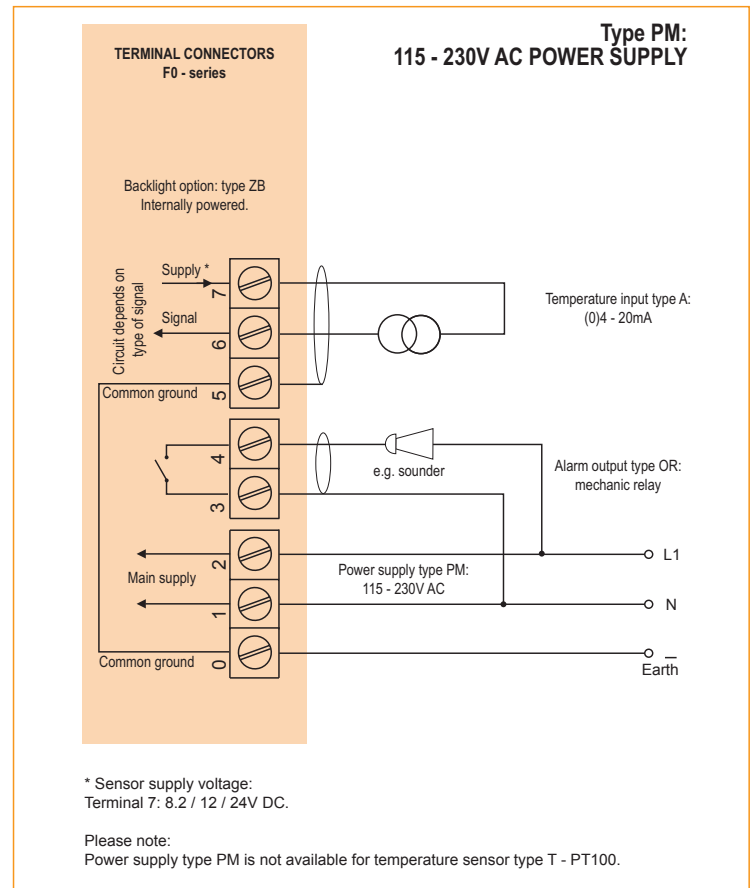 Type PM:
115 - 230V AC POWER SUPPLY
TERMINAL CONNECTORS
F0 - series
Backlight option: type ZB
Internally powered.
Circuit depends on
type of signal
Supply *
7
Signal
6
Common ground
5
Temperature input type A:
(0)4 - 20mA
4
3
e.g. sounder
Alarm output type OR:
mechanic relay
2
Main supply
1
Power supply type PM:
115 - 230V AC
L1
N
Common ground
0
Earth
* Sensor supply voltage:
Terminal 7: 8.2 / 12 / 24V DC.
Please note:
Power supply type PM is not available for temperature sensor type T - PT100.